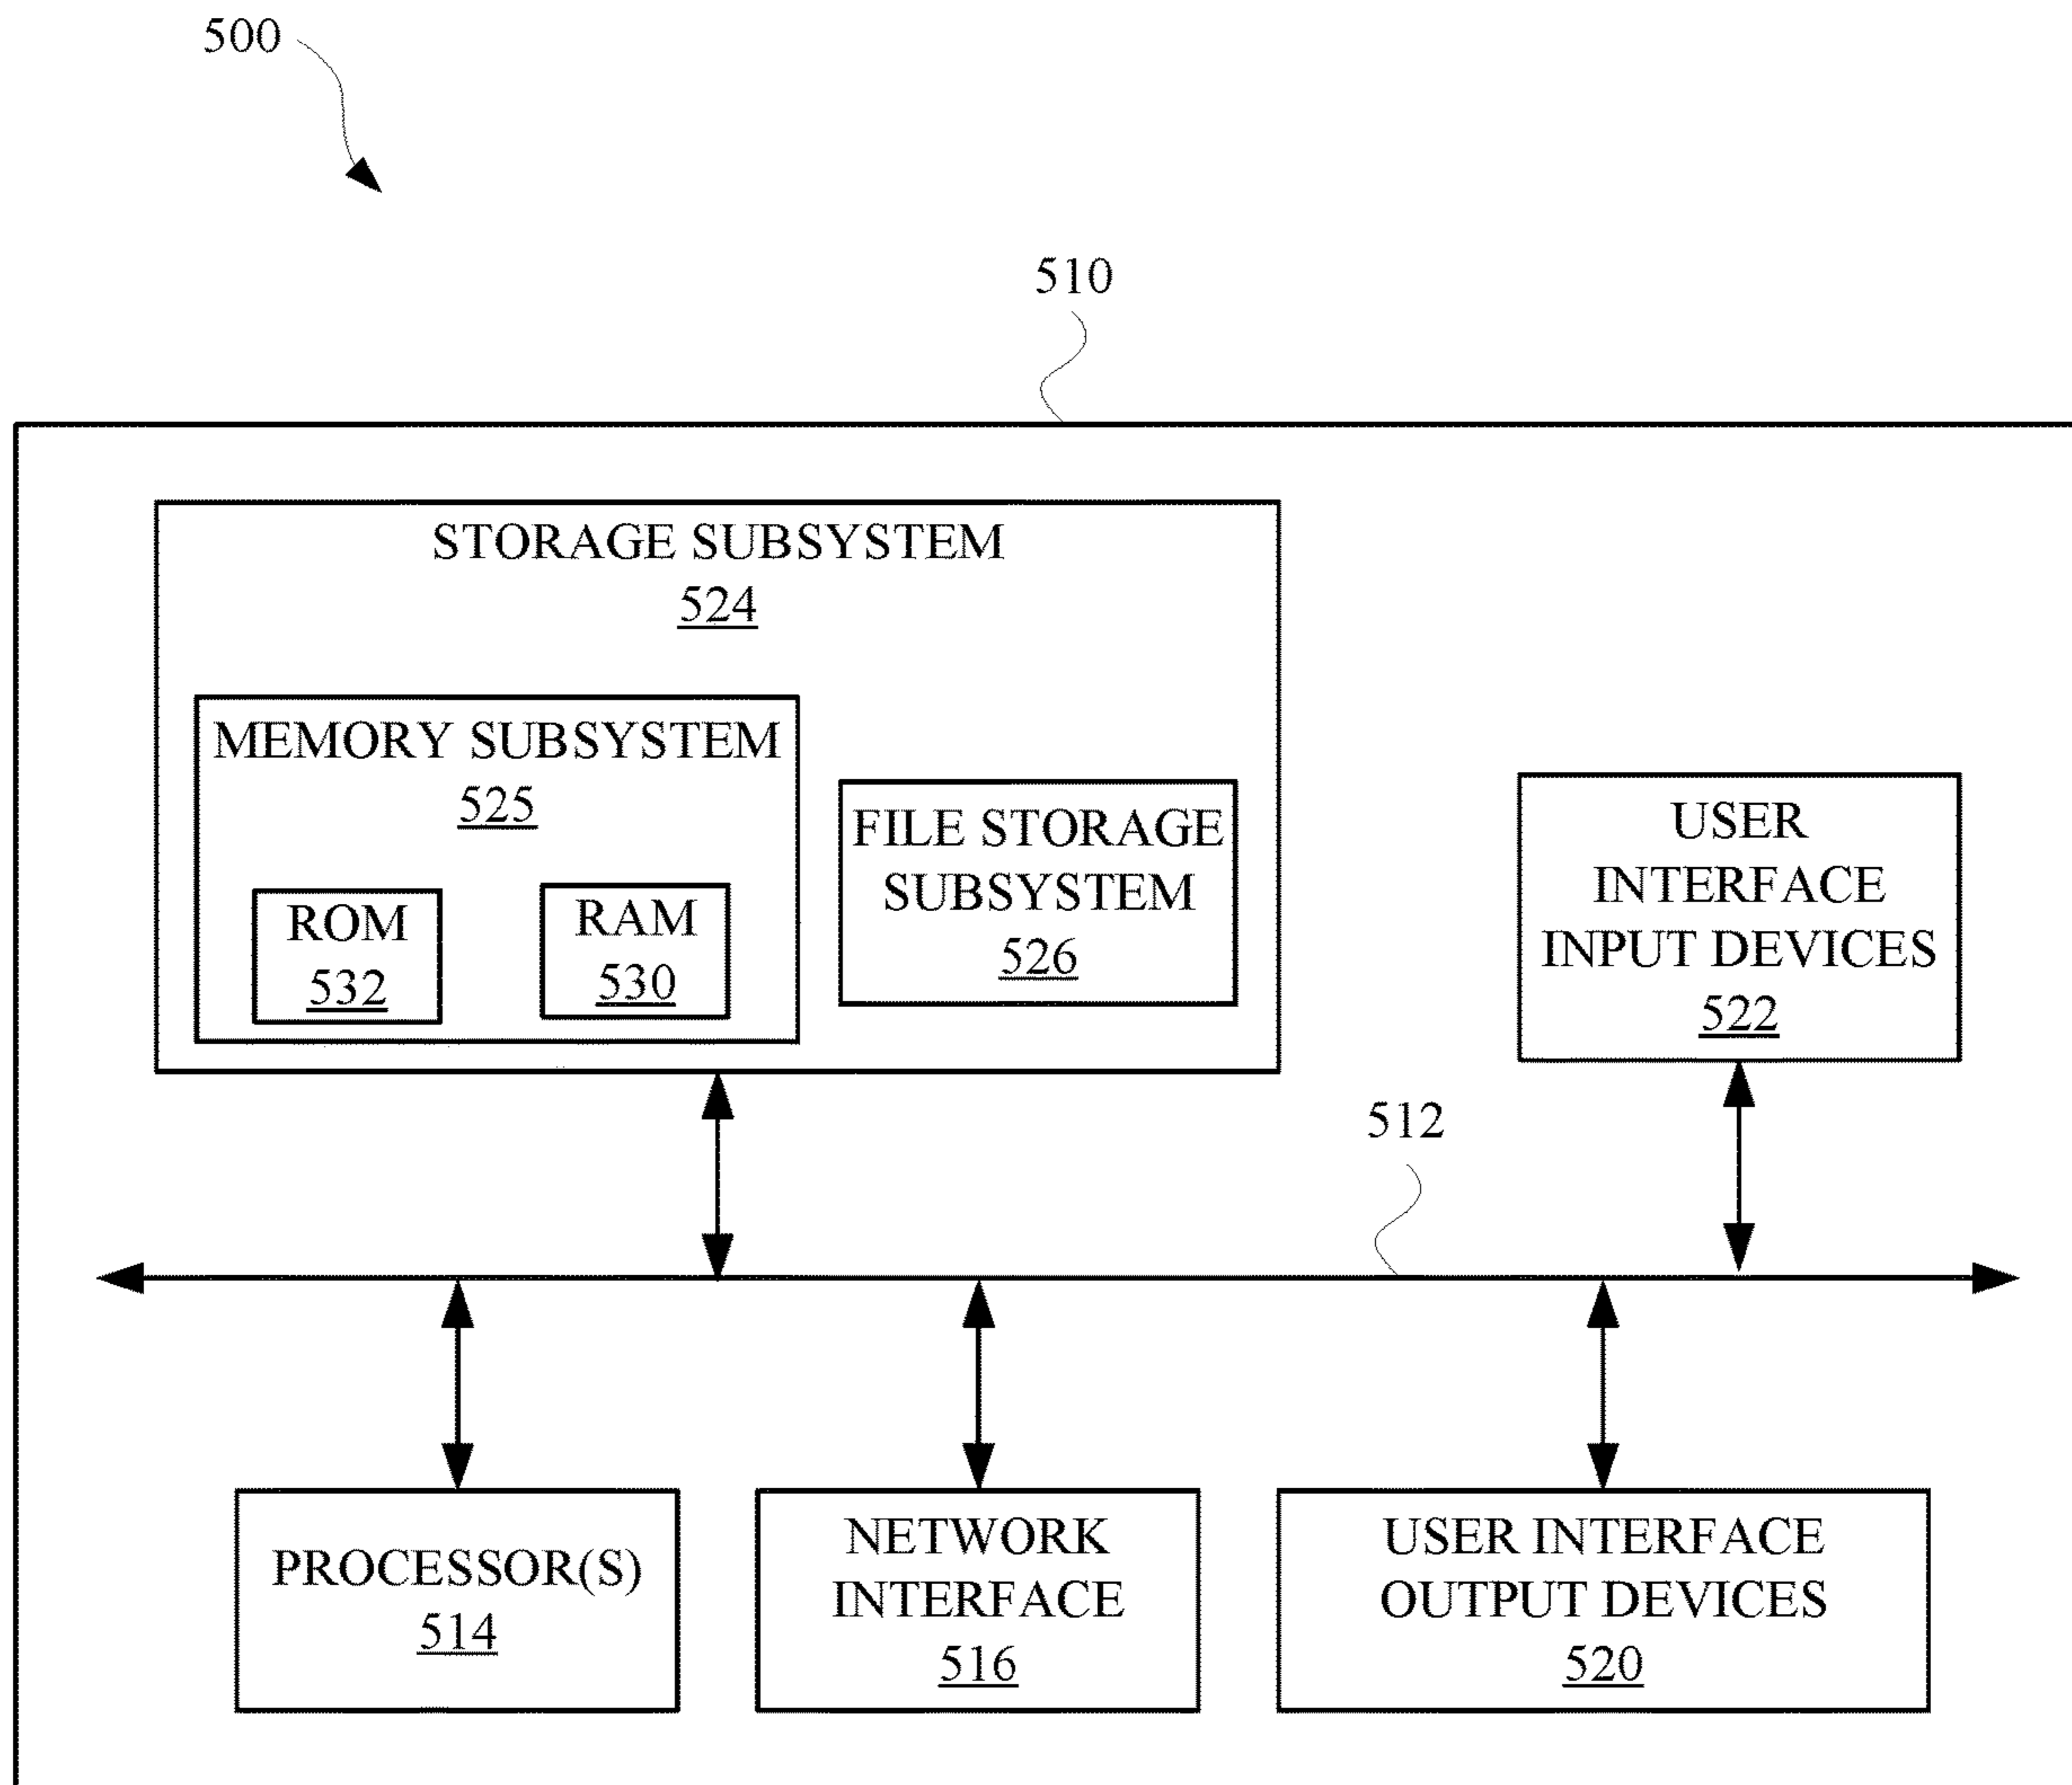 500
510
STORAGE SUBSYSTEM
524
MEMORY SUBSYSTEM
525
ROM
532
RAM
530
FILE STORAGE
SUBSYSTEM
526
USER
INTERFACE
INPUT DEVICES
522
512
PROCESSOR(S)
514
NETWORK
INTERFACE
516
USER INTERFACE
OUTPUT DEVICES
520